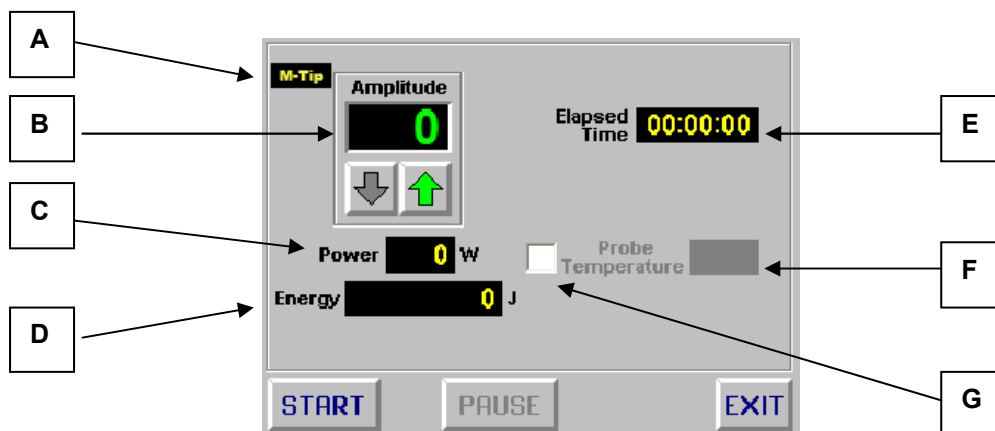 A
B
C
D
M-Tip
Amplitude
0
Elapsed
Time 00:00:00
Power 0 W
Probe
Temperature
Energy 0 J
START PAUSE EXIT
E
F
G